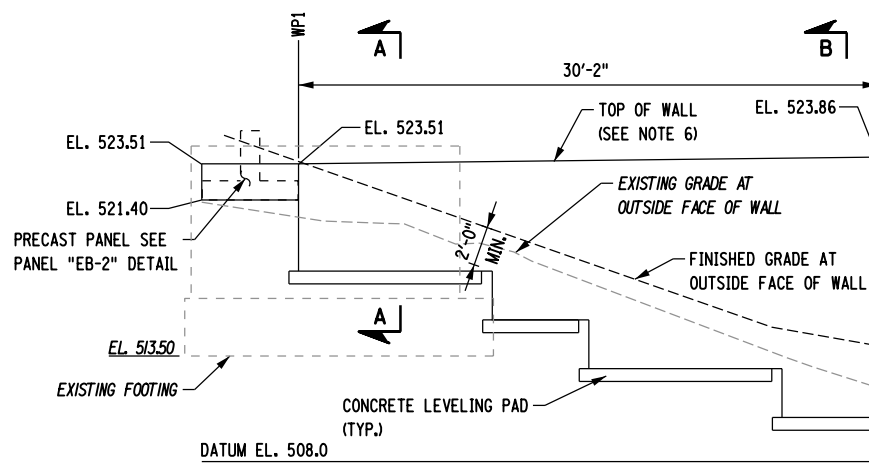 WP1
A
B
30'-2"
EL. 523.51
EL. 523.51
TOP OF WALL
(SEE NOTE 6)
EL. 523.86
EXISTING GRADE AT
OUTSIDE FACE OF WALL
EL. 521.40
PRECAST PANEL SEE
PANEL "EB-2" DETAIL
2'-0"
MIN.
FINISHED GRADE AT
OUTSIDE FACE OF WALL
A
EL. 513.50
EXISTING FOOTING
CONCRETE LEVELING PAD
(TYP.)
DATUM EL. 508.0